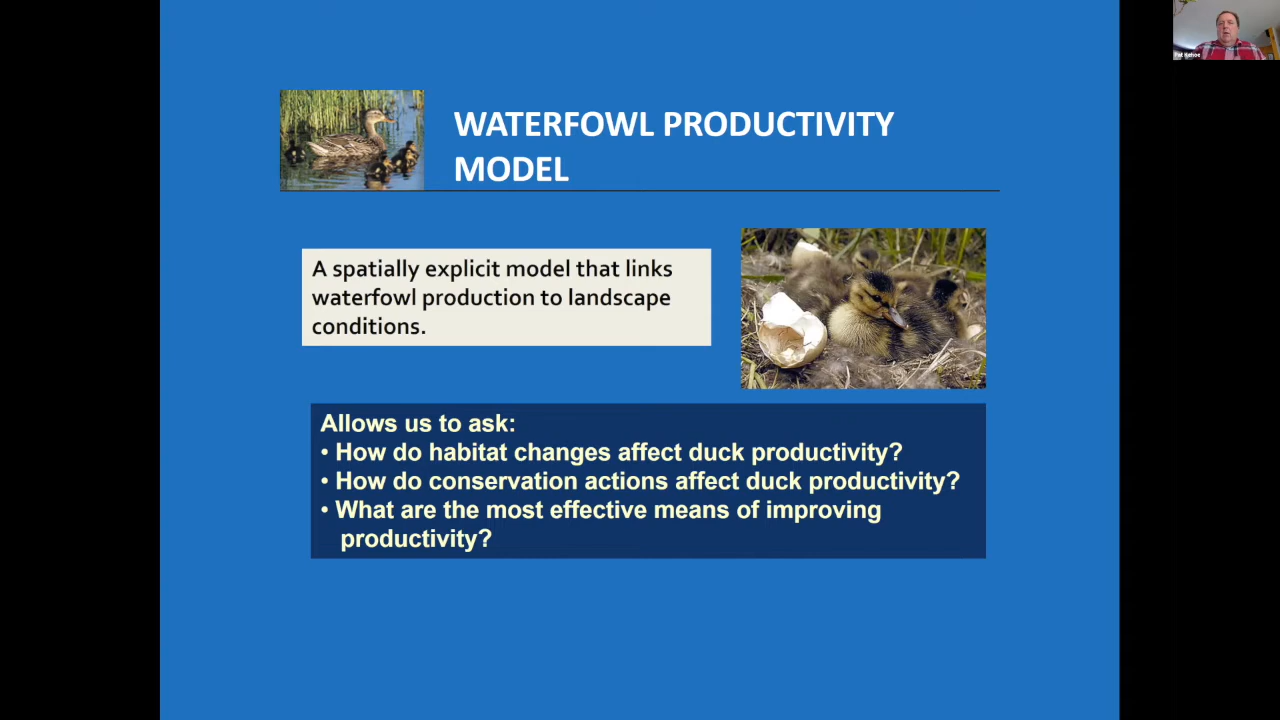 WATERFOWL PRODUCTIVITY
MODEL
A spatially explicit model that links
waterfowl production to landscape
conditions.
Allows us to ask:
• How do habitat changes affect duck productivity?
• How do conservation actions affect duck productivity?
• What are the most effective means of improving
productivity?
Pat Kehoe